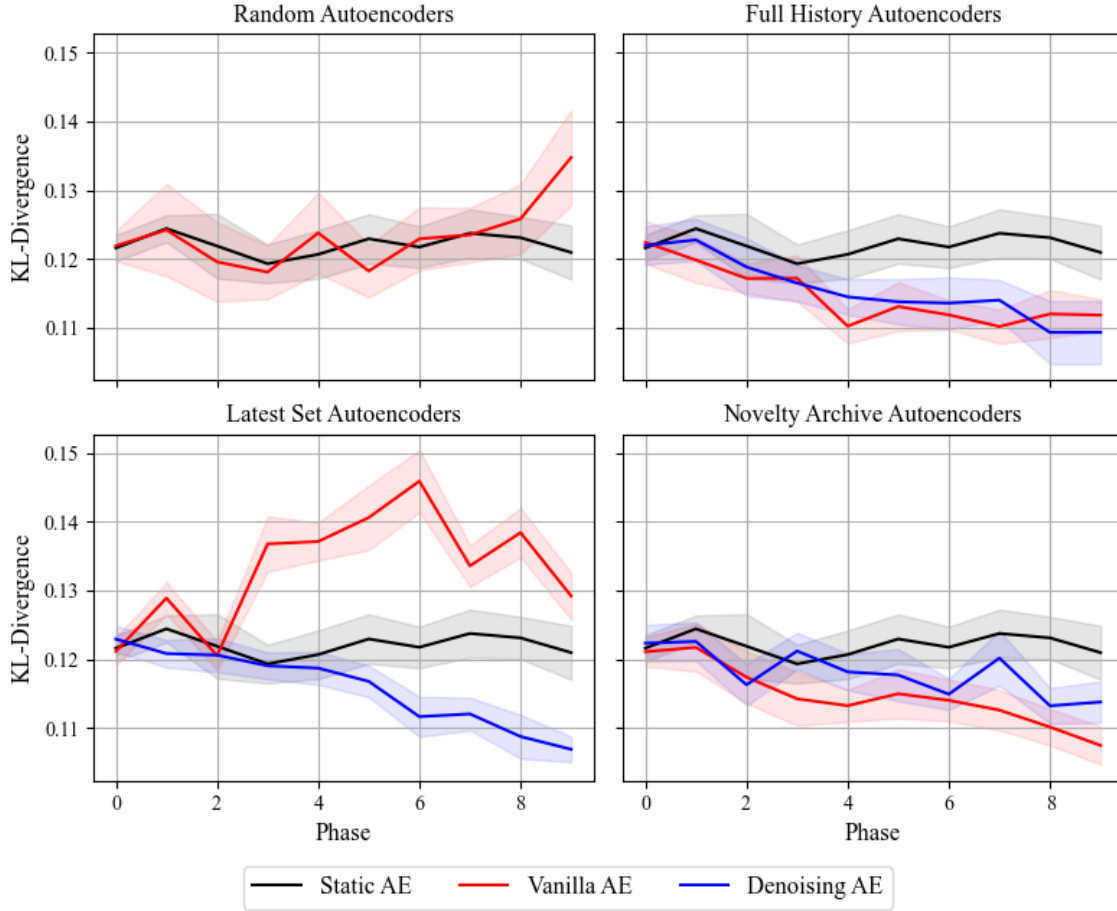 Random Autoencoders
Full History Autoencoders
KL-Divergence
0.15
0.14
0.13
0.12
0.11
Latest Set Autoencoders
Novelty Archive Autoencoders
KL-Divergence
0.15
0.14
0.13
0.12
0.11
0 2 4 6 8
0 2 4 6 8
Phase
Phase
Static AE Vanilla AE Denoising AE